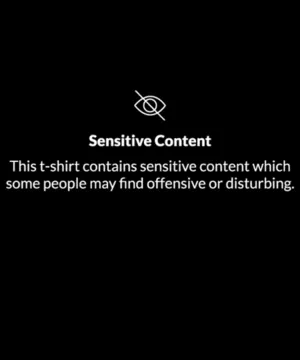 Sensitive Content
This t-shirt contains sensitive content which
some people may find offensive or disturbing.